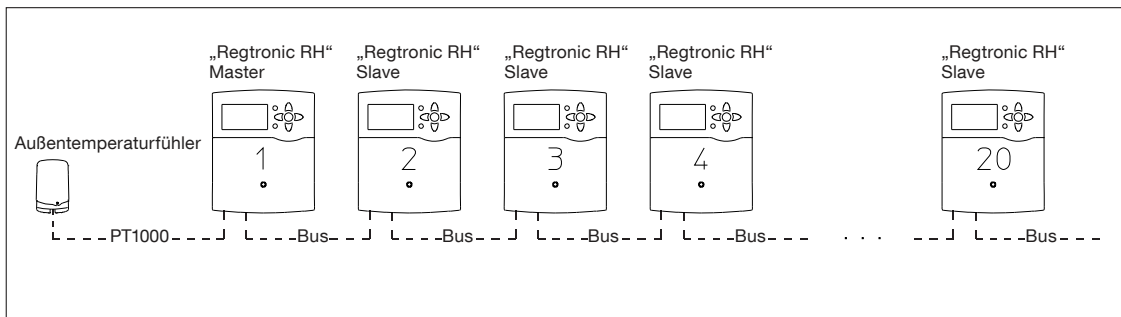 „Regtronic RH“
Master
„Regtronic RH“
Slave
„Regtronic RH“
Slave
„Regtronic RH“
Slave
„Regtronic RH“
Slave
Außentemperaturfühler
1
2
3
4
20
PT1000
Bus
Bus
Bus
Bus
. . .
Bus